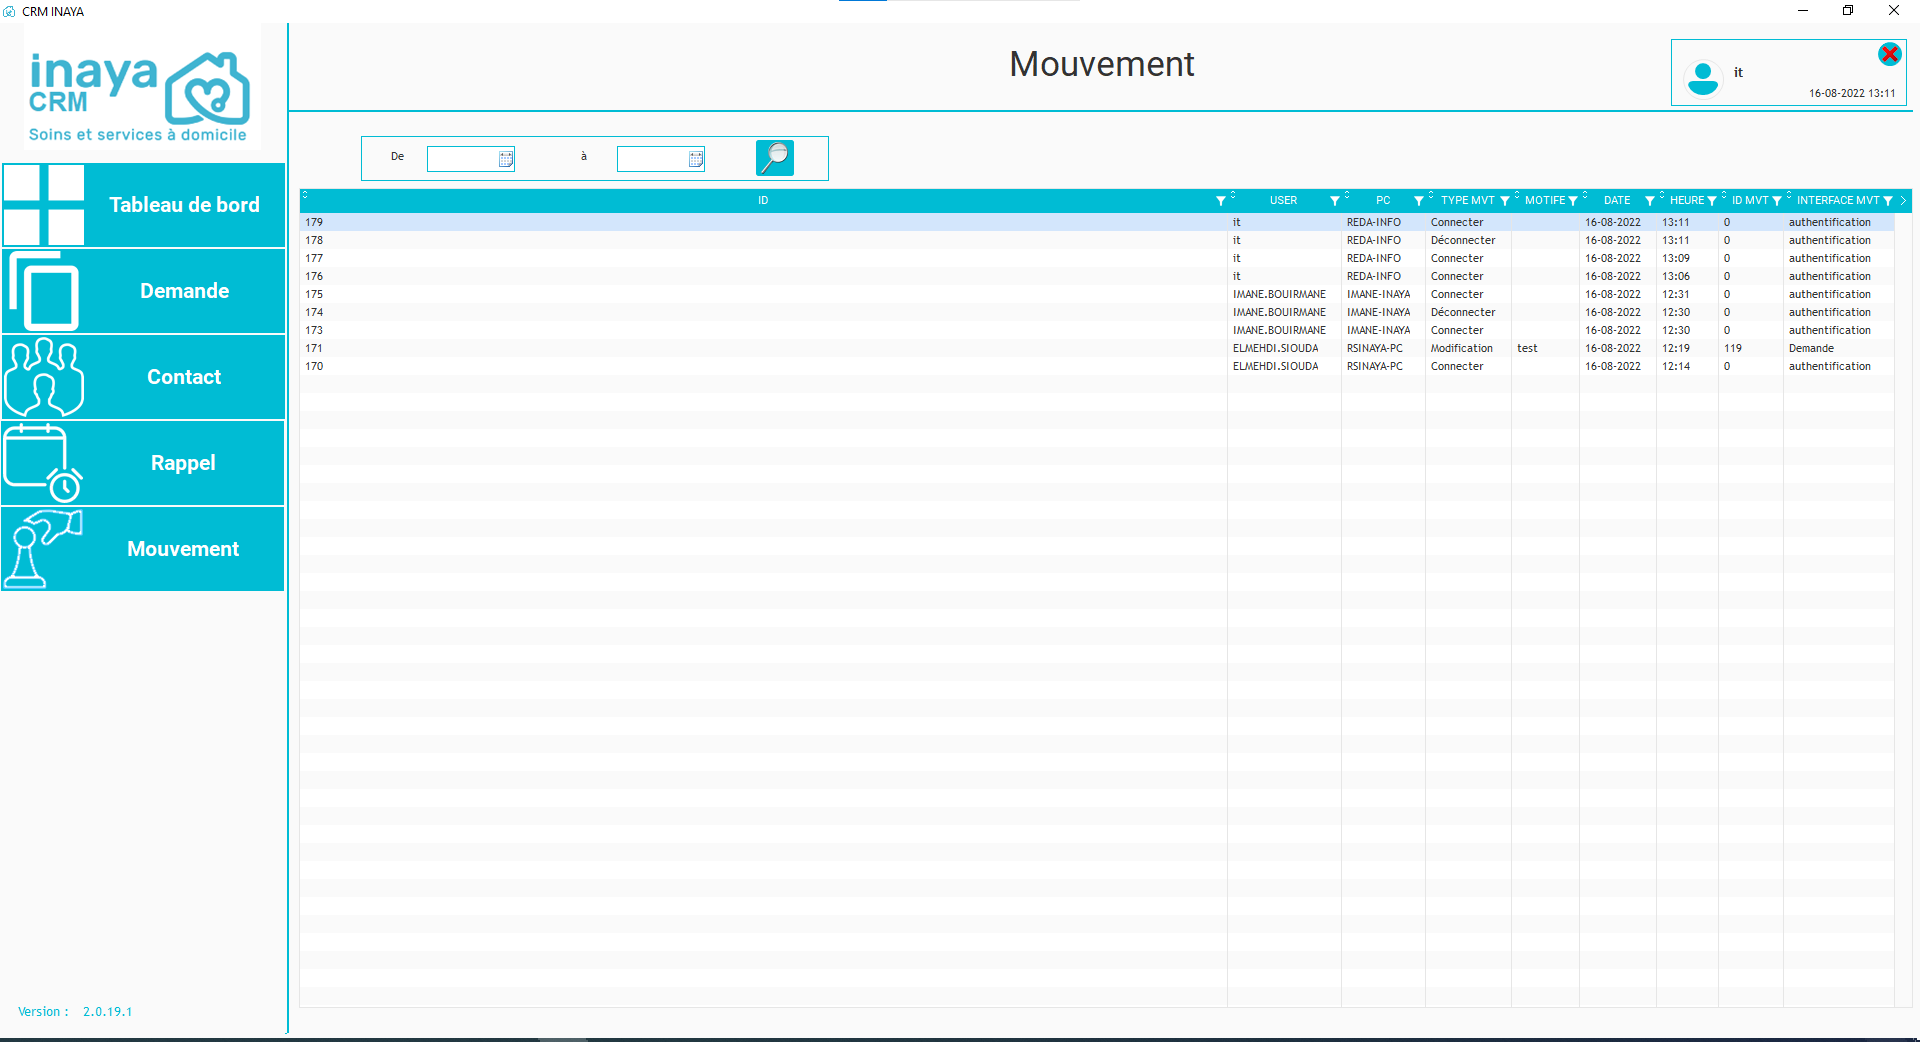 CRM INAYA
inaya
CRM
Soins et services à domicile
Mouvement
it
16-08-2022 13:11
Tableau de bord
Demande
Contact
Rappel
Mouvement
Version : 2.0.19.1
De à
ID USER PC TYPE MVT MOTIFE DATE HEURE ID MVT INTERFACE MVT
179 it REDA-INFO Connecter 16-08-2022 13:11 0 authentification
178 it REDA-INFO Déconnecter 16-08-2022 13:11 0 authentification
177 it REDA-INFO Connecter 16-08-2022 13:09 0 authentification
176 it REDA-INFO Connecter 16-08-2022 13:06 0 authentification
175 IMANE.BOUIRMANE IMANE-INAYA Connecter 16-08-2022 12:31 0 authentification
174 IMANE.BOUIRMANE IMANE-INAYA Déconnecter 16-08-2022 12:30 0 authentification
173 IMANE.BOUIRMANE IMANE-INAYA Connecter 16-08-2022 12:30 0 authentification
171 ELMEHDI.SIOUDA RSINAYA-PC Modification test 16-08-2022 12:19 119 Demande
170 ELMEHDI.SIOUDA RSINAYA-PC Connecter 16-08-2022 12:14 0 authentification